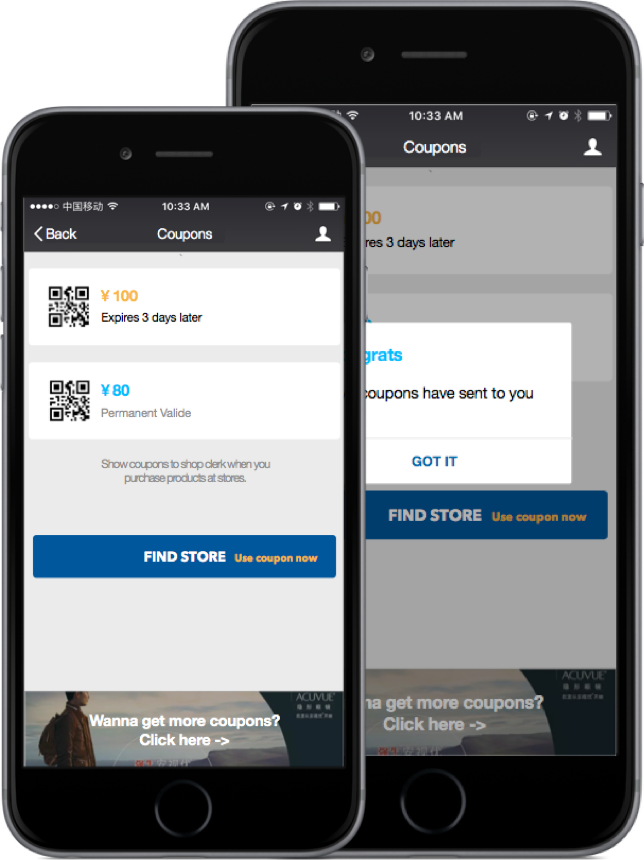 中国移动
10:33 AM
Back
Coupons
¥ 100
Expires 3 days later
¥ 80
Permanent Valide
Show coupons to shop clerk when you
purchase products at stores.
FIND STORE Use coupon now
ACUVUE
Wanna get more coupons?
Click here ->
10:33 AM
Coupons
00
res 3 days later
grats
coupons have sent to you
GOT IT
FIND STORE Use coupon now
ACUVUE
na get more coupons?
Click here ->